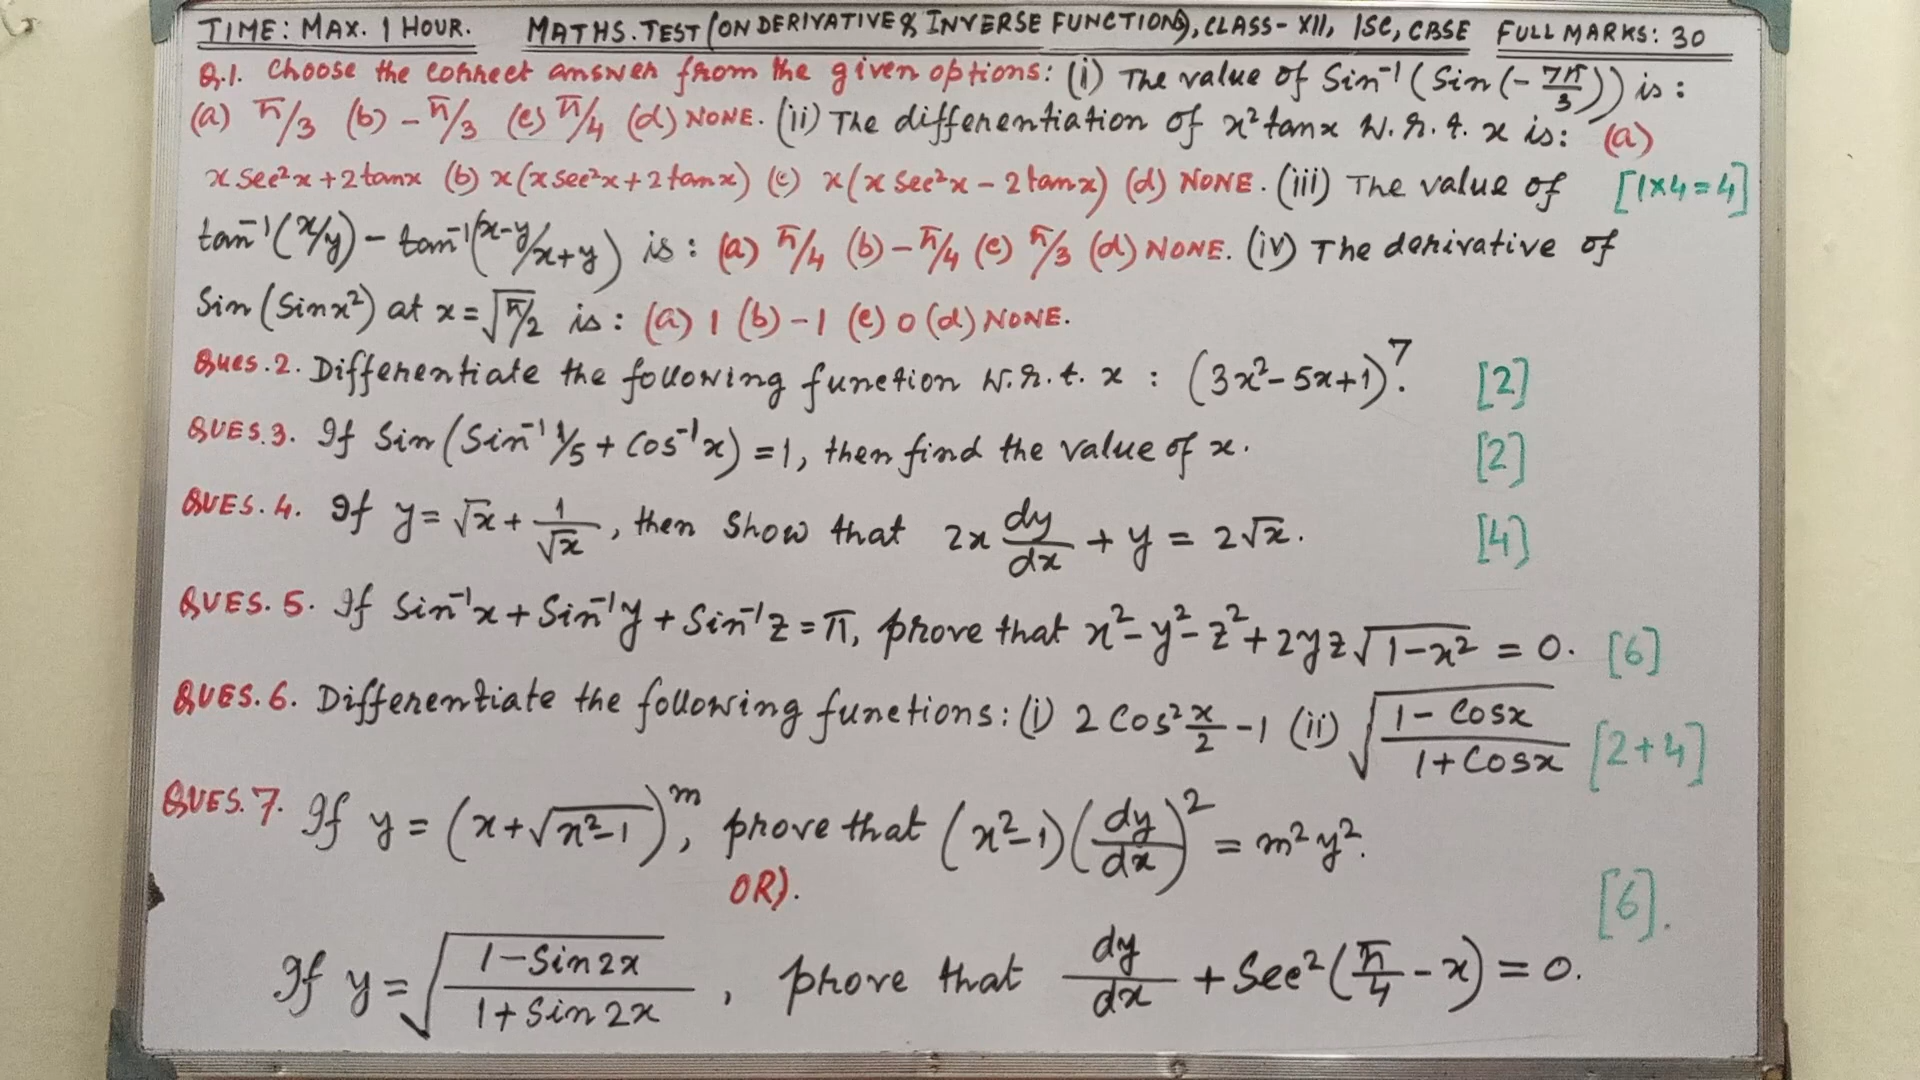 TIME: MAX. 1 HOUR. MATHS. TEST (ON DERIVATIVE & INVERSE FUNCTIONS), CLASS- XII, ISC, CBSE FULL MARKS: 30
Q.1. Choose the correct answer from the given options: (i) The value of Sin⁻¹(Sin(-7π/3)) is:
(a) π/3 (b) -π/3 (c) π/4 (d) NONE. (ii) The differentiation of x² tanx w.r.t. x is: (a)
x sec²x + 2tanx (b) x(x sec²x + 2tanx) (c) x(x sec²x - 2tanx) (d) NONE. (iii) The value of [1×4=4]
tan⁻¹(x/y) - tan⁻¹(x-y/x+y) is: (a) π/4 (b) -π/4 (c) π/3 (d) NONE. (iv) The derivative of
Sin(Sinx²) at x = √π/2 is: (a) 1 (b) -1 (c) 0 (d) NONE.
Ques.2. Differentiate the following function w.r.t. x : (3x²-5x+1)⁷. [2]
QUES.3. If Sin(Sin⁻¹ 1/5 + Cos⁻¹x) = 1, then find the value of x. [2]
QUES.4. If y = √x + 1/√x, then Show that 2x dy/dx + y = 2√x. [4]
QUES.5. If Sin⁻¹x + Sin⁻¹y + Sin⁻¹z = π, prove that x²-y²-z²+2yz√1-x² = 0. [6]
QUES.6. Differentiate the following functions: (i) 2Cos² x/2 - 1 (ii) √1-Cosx/1+Cosx [2+4]
QUES.7. If y = (x+√x²-1)ᵐ, prove that (x²-1)(dy/dx)² = m²y².
OR).
[6].
If y = √1-Sin2x/1+Sin2x, prove that dy/dx + Sec²(π/4 - x) = 0.